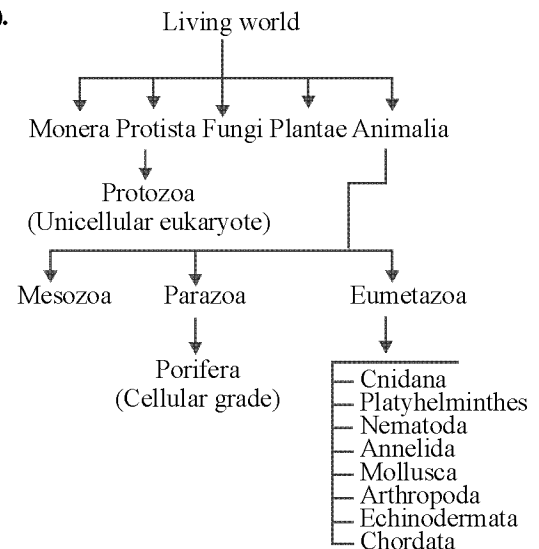 ).
Living world
Monera Protista Fungi Plantae Animalia
Protozoa
(Unicellular eukaryote)
Mesozoa Parazoa Eumetazoa
Porifera
(Cellular grade)
Cnidana
Platyhelminthes
Nematoda
Annelida
Mollusca
Arthropoda
Echinodermata
Chordata